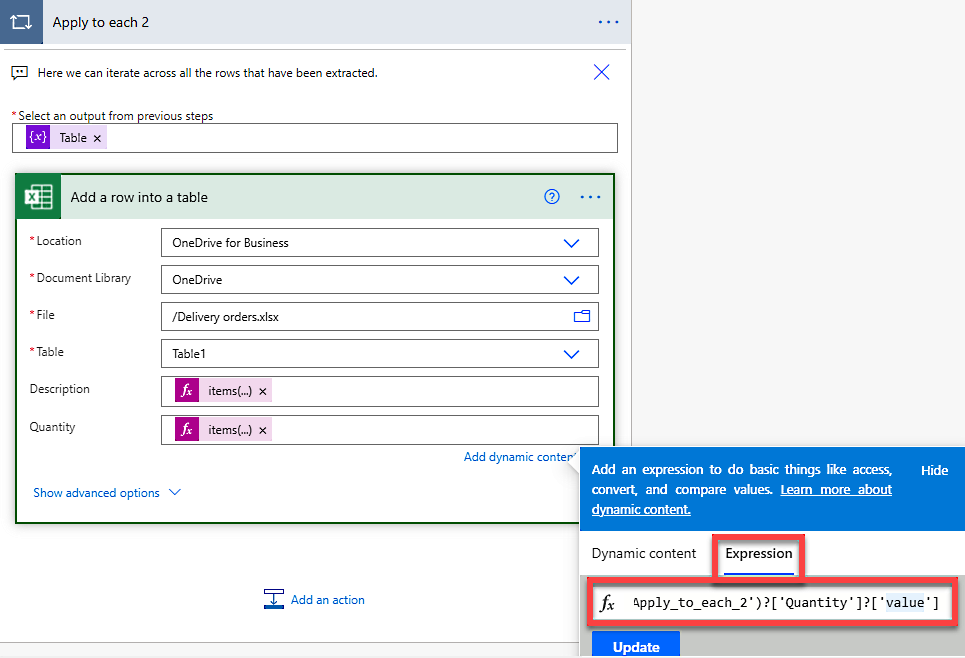 Apply to each 2
Here we can iterate across all the rows that have been extracted.
*Select an output from previous steps
{x} Table ×
Add a row into a table
*Location
OneDrive for Business
*Document Library
OneDrive
*File
/Delivery orders.xlsx
*Table
Table1
Description
fx items(...) ×
Quantity
fx items(...) ×
Add dynamic content
Show advanced options
Add an action
Add an expression to do basic things like access,
convert, and compare values. Learn more about
dynamic content.
Hide
Dynamic content
Expression
fx Apply_to_each_2')?['Quantity']?['value']
Update